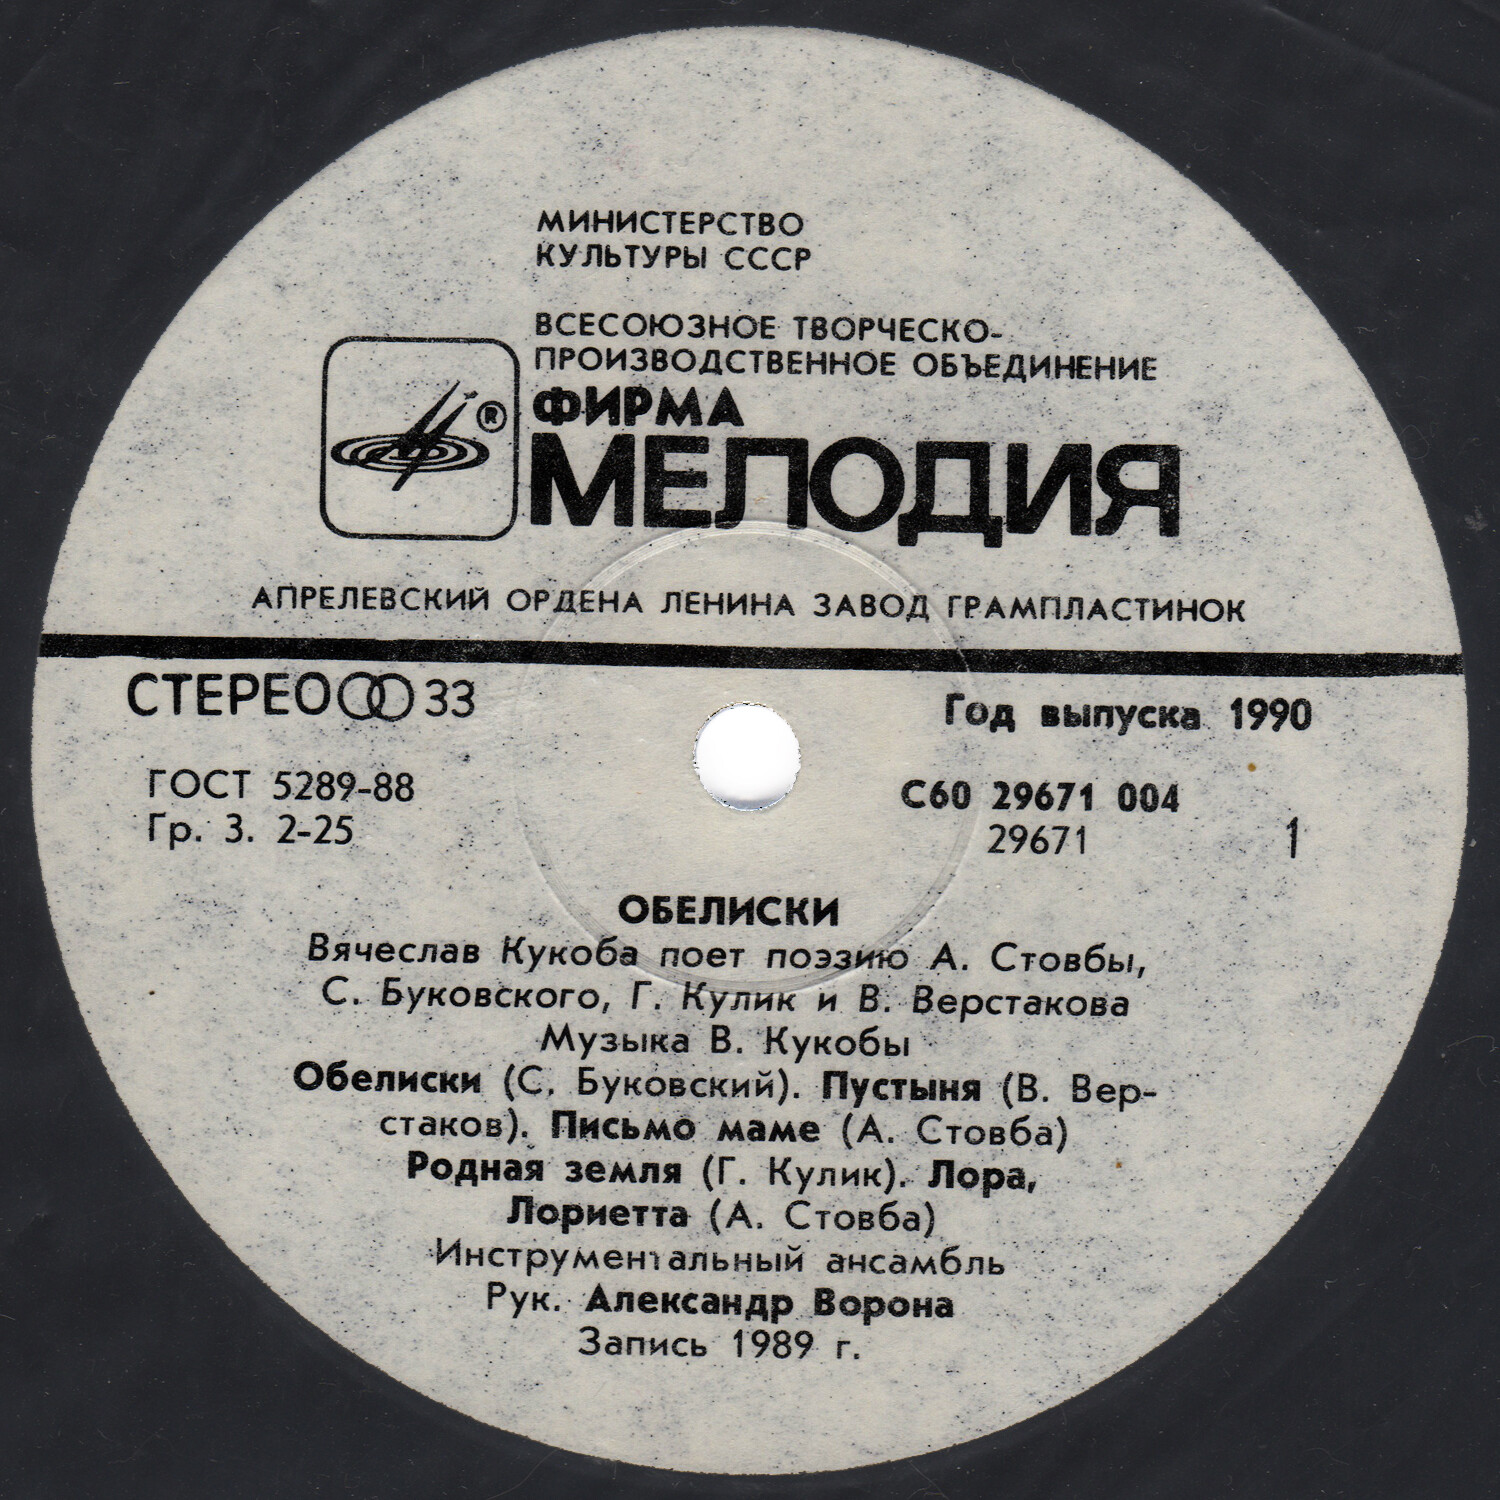 МИНИСТЕРСТВО
КУЛЬТУРЫ СССР
ВСЕСОЮЗНОЕ ТВОРЧЕСКО-
ПРОИЗВОДСТВЕННОЕ ОБЪЕДИНЕНИЕ
ФИРМА
®
МЕЛОДИЯ
АПРЕЛЕВСКИЙ ОРДЕНА ЛЕНИНА ЗАВОД ГРАМПЛАСТИНОК
СТЕРЕО 33
Год выпуска 1990
ГОСТ 5289-88
С60 29671 004
Гр. 3. 2-25
29671 1
ОБЕЛИСКИ
Вячеслав Кукоба поет поэзию А. Стовбы,
С. Буковского, Г. Кулик и В. Верстакова
Музыка В. Кукобы
Обелиски (С. Буковский). Пустыня (В. Вер-
стаков). Письмо маме (А. Стовба)
Родная земля (Г. Кулик). Лора,
Лориетта (А. Стовба)
Инструментальный ансамбль
Рук. Александр Ворона
Запись 1989 г.